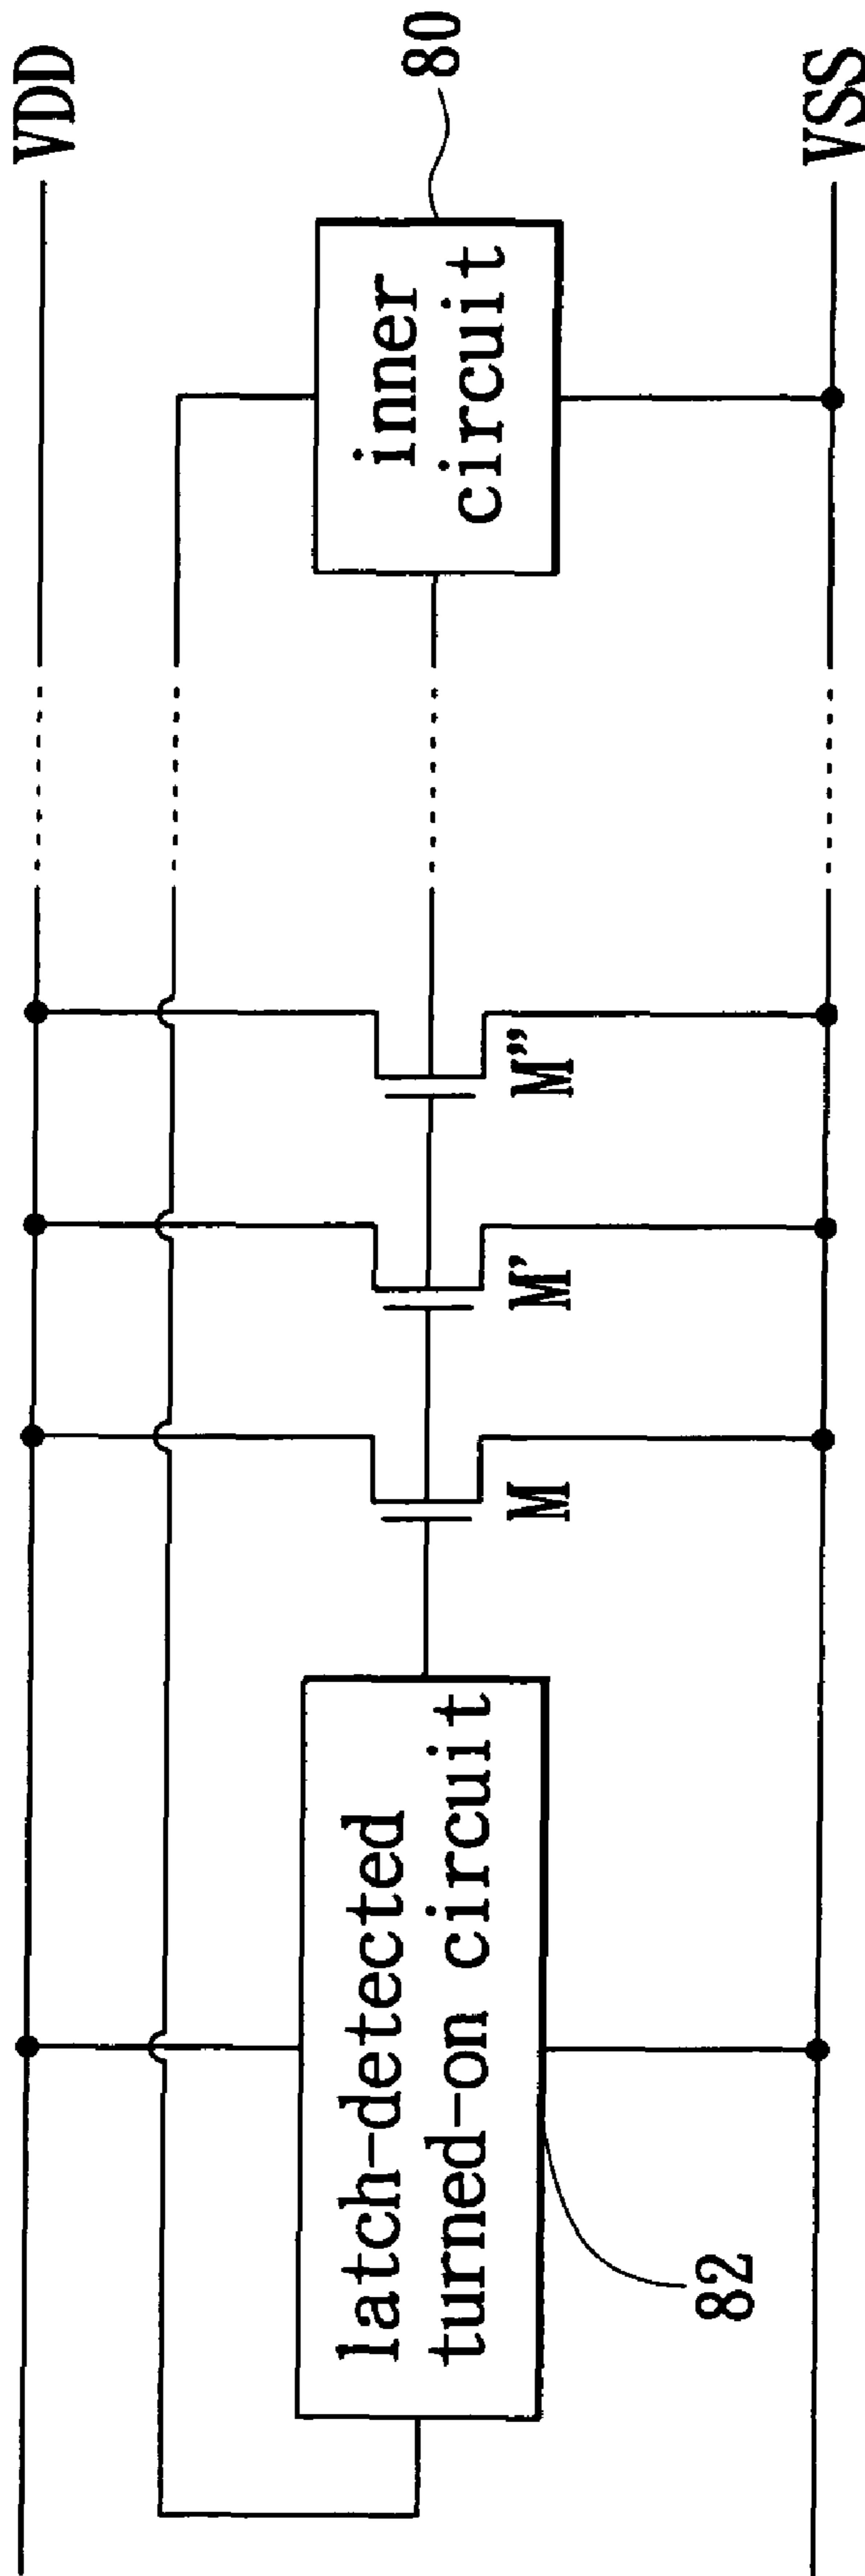 VDD
latch-detected
turned-on circuit
82
M
M'
M"
inner
circuit
80
VSS